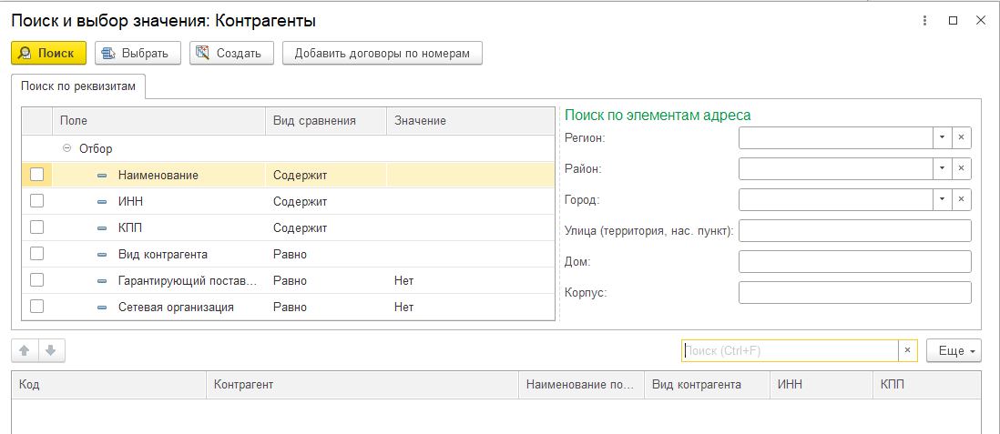 Поиск и выбор значения: Контрагенты
Поиск Выбрать Создать Добавить договоры по номерам
Поиск по реквизитам
Поле Вид сравнения Значение
Отбор
Наименование Содержит
ИНН Содержит
КПП Содержит
Вид контрагента Равно
Гарантирующий постав... Равно Нет
Сетевая организация Равно Нет
Поиск по элементам адреса
Регион:
Район:
Город:
Улица (территория, нас. пункт):
Дом:
Корпус:
Поиск (Ctrl+F) Еще
Код Контрагент Наименование по... Вид контрагента ИНН КПП